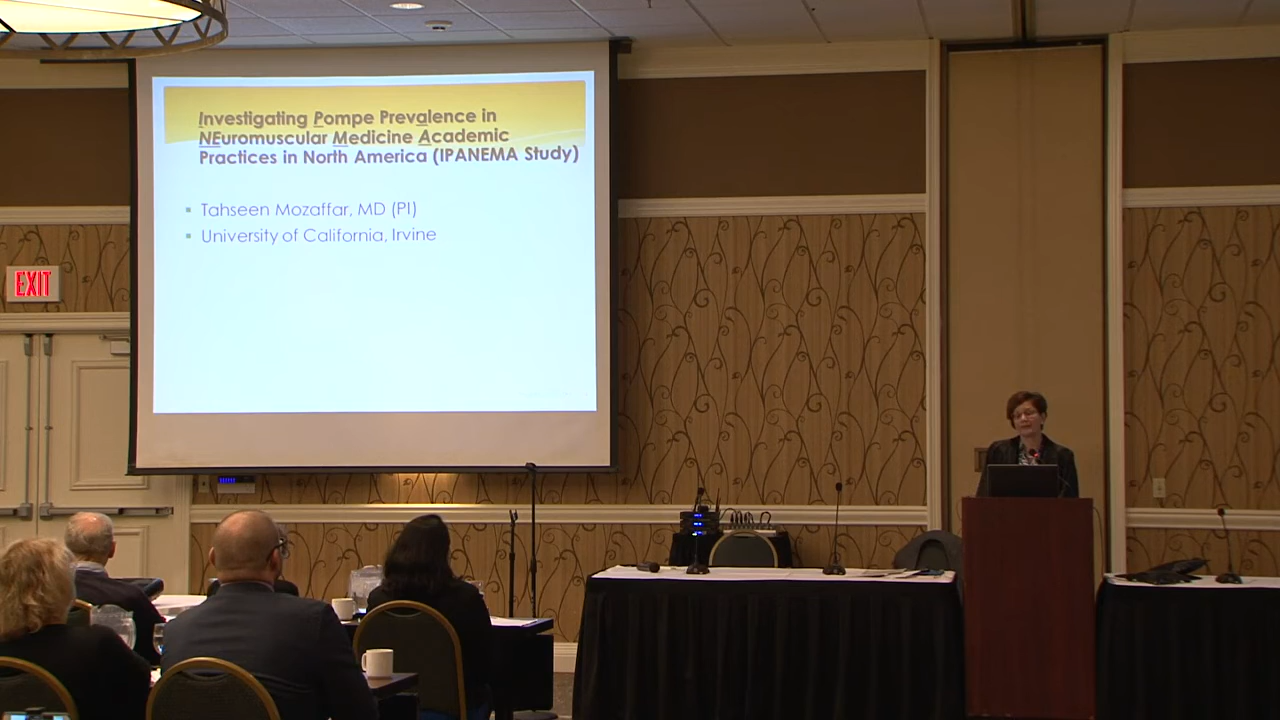 Investigating Pompe Prevalence in
NEuromuscular Medicine Academic
Practices in North America (IPANEMA Study)
Tahseen Mozaffar, MD (PI)
University of California, Irvine
EXIT